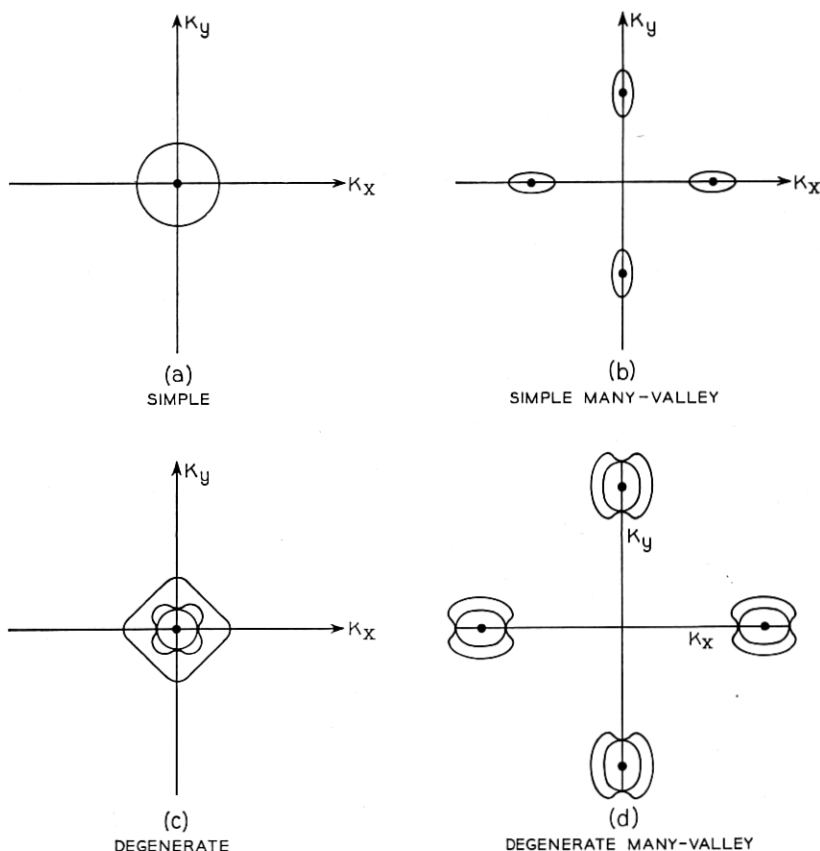 Ky
Kx
(a)
SIMPLE
Ky
Kx
(b)
SIMPLE MANY-VALLEY
Ky
Kx
(c)
DEGENERATE
Ky
Kx
(d)
DEGENERATE MANY-VALLEY